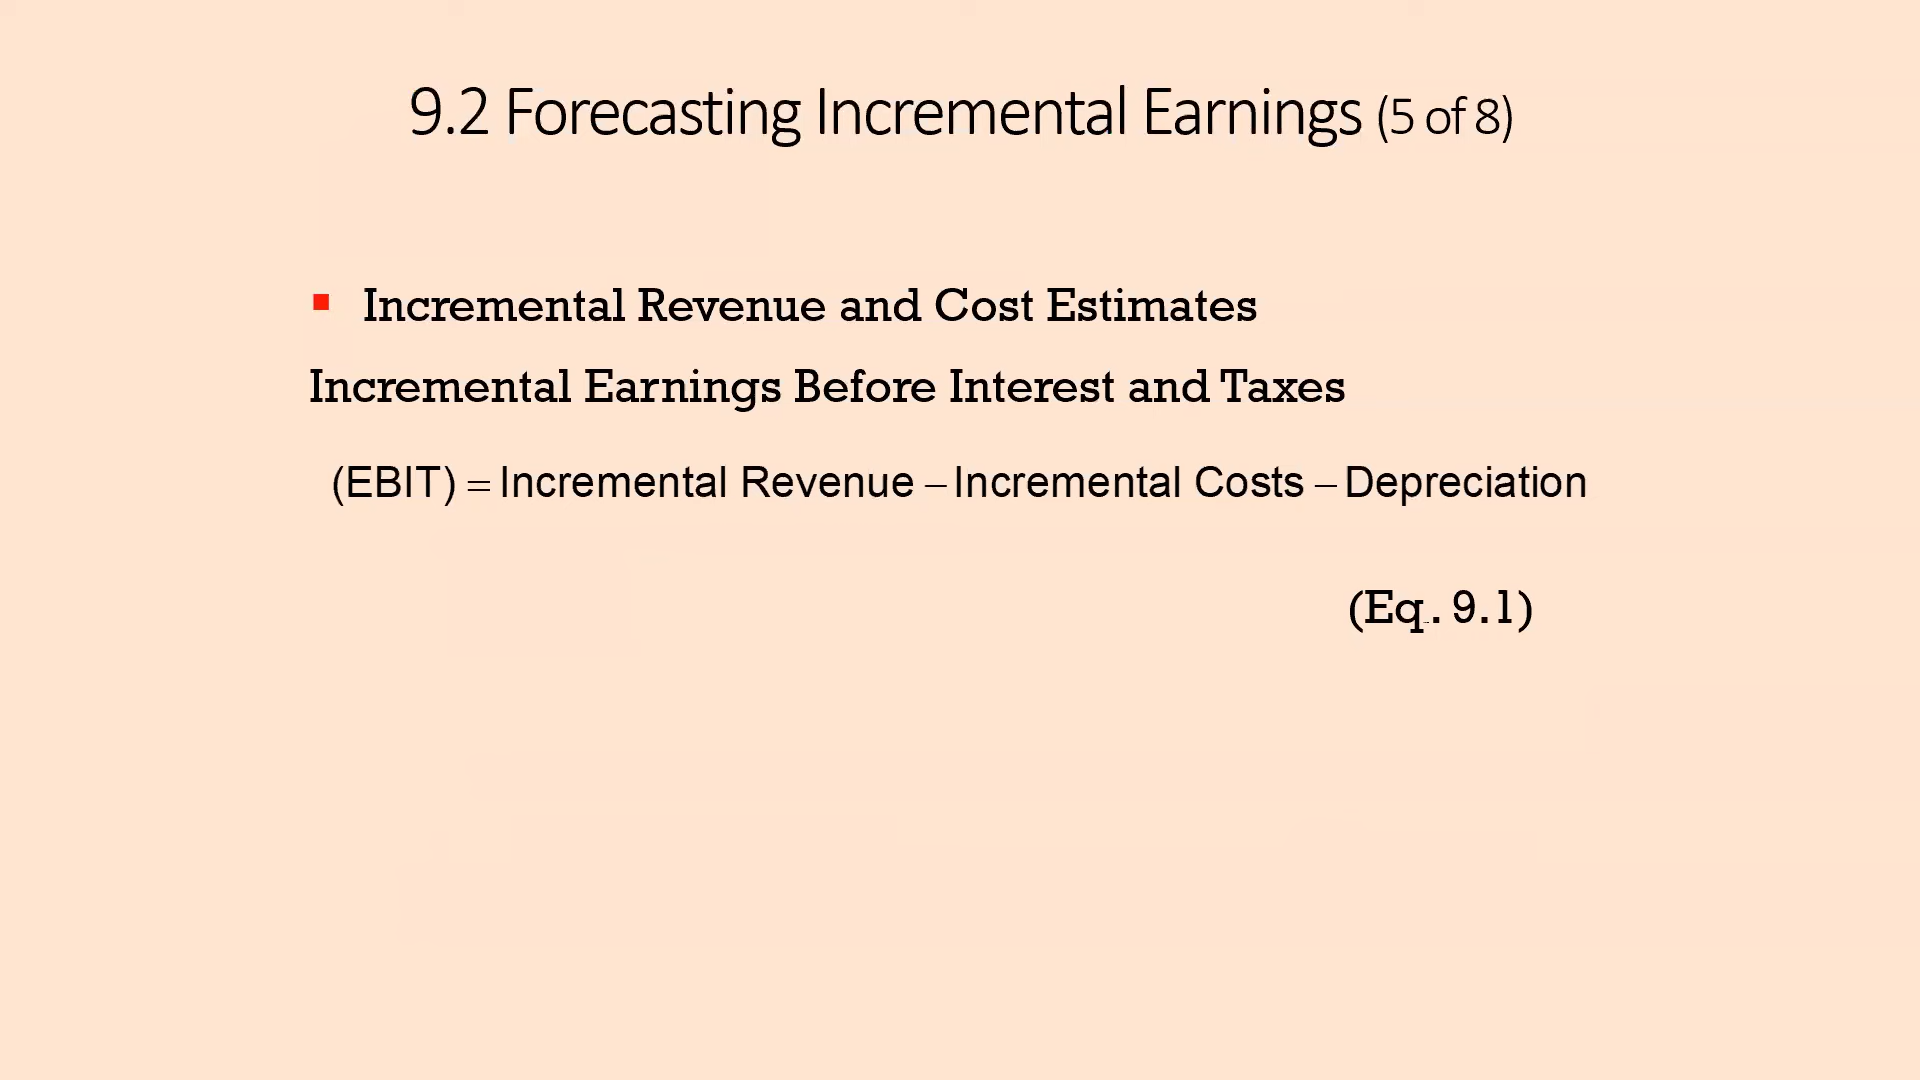 9.2 Forecasting Incremental Earnings (5 of 8)
▪ Incremental Revenue and Cost Estimates
Incremental Earnings Before Interest and Taxes
(EBIT) = Incremental Revenue – Incremental Costs – Depreciation
(Eq. 9.1)